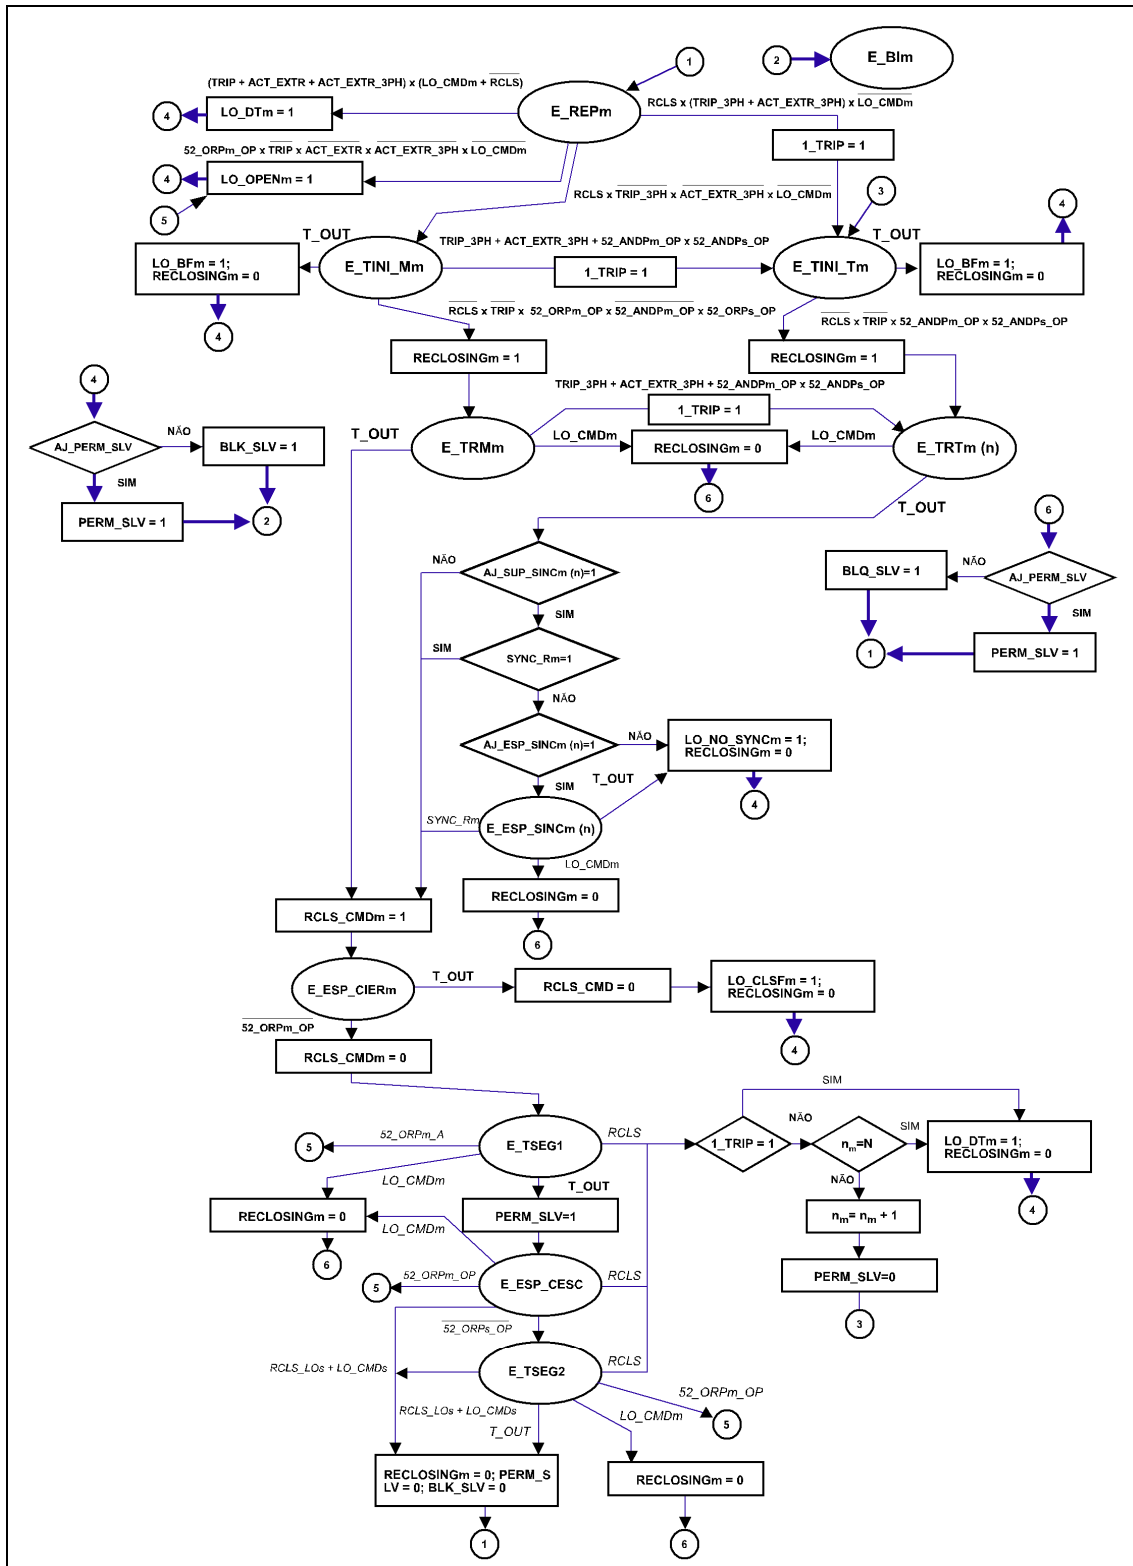 1
2
E_BIm
(TRIP + ACT_EXTR + ACT_EXTR_3PH) x (LO_CMDm + RCLS)
E_REPm
RCLS x (TRIP_3PH + ACT_EXTR_3PH) x LO_CMDm
4
LO_DTm = 1
1_TRIP = 1
52_ORPm_OP x TRIP x ACT_EXTR x ACT_EXTR_3PH x LO_CMDm
4
LO_OPENm = 1
RCLS x TRIP_3PH x ACT_EXTR_3PH x LO_CMDm
3
4
5
T_OUT
TRIP_3PH + ACT_EXTR_3PH + 52_ANDPm_OP x 52_ANDPs_OP
T_OUT
LO_BFm = 1;
RECLOSINGm = 0
E_TINI_Mm
1_TRIP = 1
E_TINI_Tm
LO_BFm = 1;
RECLOSINGm = 0
4
RCLS x TRIP x 52_ORPm_OP x 52_ANDPm_OP x 52_ORPs_OP
RCLS x TRIP x 52_ANDPm_OP x 52_ANDPs_OP
RECLOSINGm = 1
RECLOSINGm = 1
4
TRIP_3PH + ACT_EXTR_3PH + 52_ANDPm_OP x 52_ANDPs_OP
1_TRIP = 1
AJ_PERM_SLV
NÃO
BLK_SLV = 1
T_OUT
E_TRMm
LO_CMDm
RECLOSINGm = 0
LO_CMDm
E_TRTm (n)
SIM
6
PERM_SLV = 1
2
T_OUT
6
NÃO
AJ_SUP_SINCm (n)=1
BLQ_SLV = 1
NÃO
AJ_PERM_SLV
SIM
SIM
SIM
SYNC_Rm=1
1
PERM_SLV = 1
NÃO
AJ_ESP_SINCm (n)=1
NÃO
LO_NO_SYNCm = 1;
RECLOSINGm = 0
SIM
T_OUT
4
SYNC_Rm
E_ESP_SINCm (n)
LO_CMDm
RECLOSINGm = 0
RCLS_CMDm = 1
6
E_ESP_CIERm
T_OUT
RCLS_CMD = 0
LO_CLSFm = 1;
RECLOSINGm = 0
52_ORPm_OP
RCLS_CMDm = 0
4
SIM
5
52_ORPm_A
E_TSEG1
RCLS
1_TRIP = 1
NÃO
nm=N
SIM
LO_DTm = 1;
RECLOSINGm = 0
LO_CMDm
T_OUT
NÃO
RECLOSINGm = 0
PERM_SLV=1
nm= nm + 1
4
LO_CMDm
6
5
52_ORPm_OP
E_ESP_CESC
RCLS
PERM_SLV=0
52_ORPs_OP
3
RCLS_LOs + LO_CMDs
E_TSEG2
RCLS
52_ORPm_OP
5
RCLS_LOs + LO_CMDs
T_OUT
LO_CMDm
RECLOSINGm = 0; PERM_S
LV = 0; BLK_SLV = 0
RECLOSINGm = 0
1
6